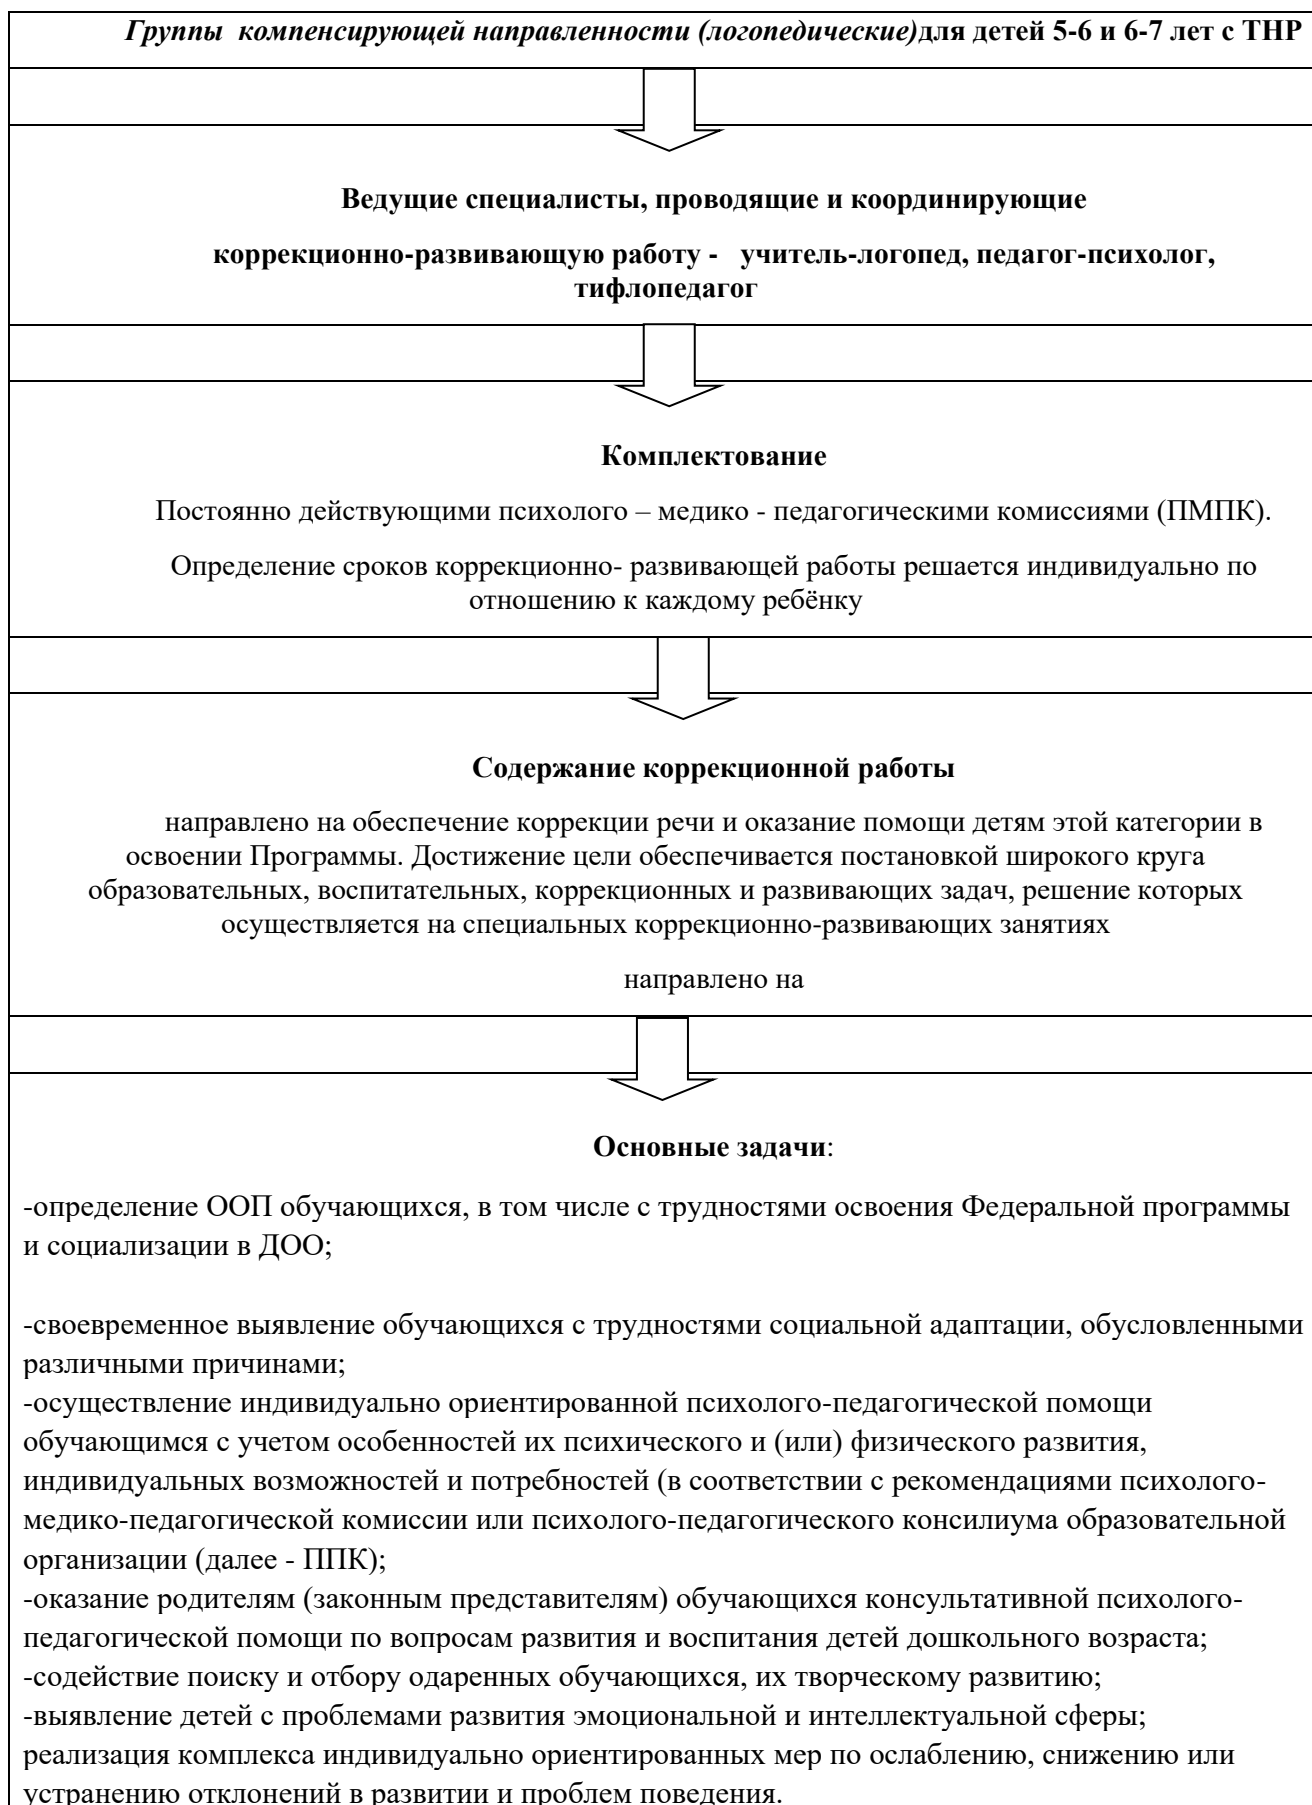 Группы  компенсирующей направленности (логопедические)для детей 5-6 и 6-7 лет с ТНР
Ведущие специалисты, проводящие и координирующие
коррекционно-развивающую работу -   учитель-логопед, педагог-психолог,
тифлопедагог
Комплектование
Постоянно действующими психолого – медико - педагогическими комиссиями (ПМПК).
Определение сроков коррекционно- развивающей работы решается индивидуально по
отношению к каждому ребёнку
Содержание коррекционной работы
направлено на обеспечение коррекции речи и оказание помощи детям этой категории в
освоении Программы. Достижение цели обеспечивается постановкой широкого круга
образовательных, воспитательных, коррекционных и развивающих задач, решение которых
осуществляется на специальных коррекционно-развивающих занятиях
направлено на
Основные задачи:
-определение ООП обучающихся, в том числе с трудностями освоения Федеральной программы
и социализации в ДОО;
-своевременное выявление обучающихся с трудностями социальной адаптации, обусловленными
различными причинами;
-осуществление индивидуально ориентированной психолого-педагогической помощи
обучающимся с учетом особенностей их психического и (или) физического развития,
индивидуальных возможностей и потребностей (в соответствии с рекомендациями психолого-
медико-педагогической комиссии или психолого-педагогического консилиума образовательной
организации (далее - ППК);
-оказание родителям (законным представителям) обучающихся консультативной психолого-
педагогической помощи по вопросам развития и воспитания детей дошкольного возраста;
-содействие поиску и отбору одаренных обучающихся, их творческому развитию;
-выявление детей с проблемами развития эмоциональной и интеллектуальной сферы;
реализация комплекса индивидуально ориентированных мер по ослаблению, снижению или
устранению отклонений в развитии и проблем поведения.